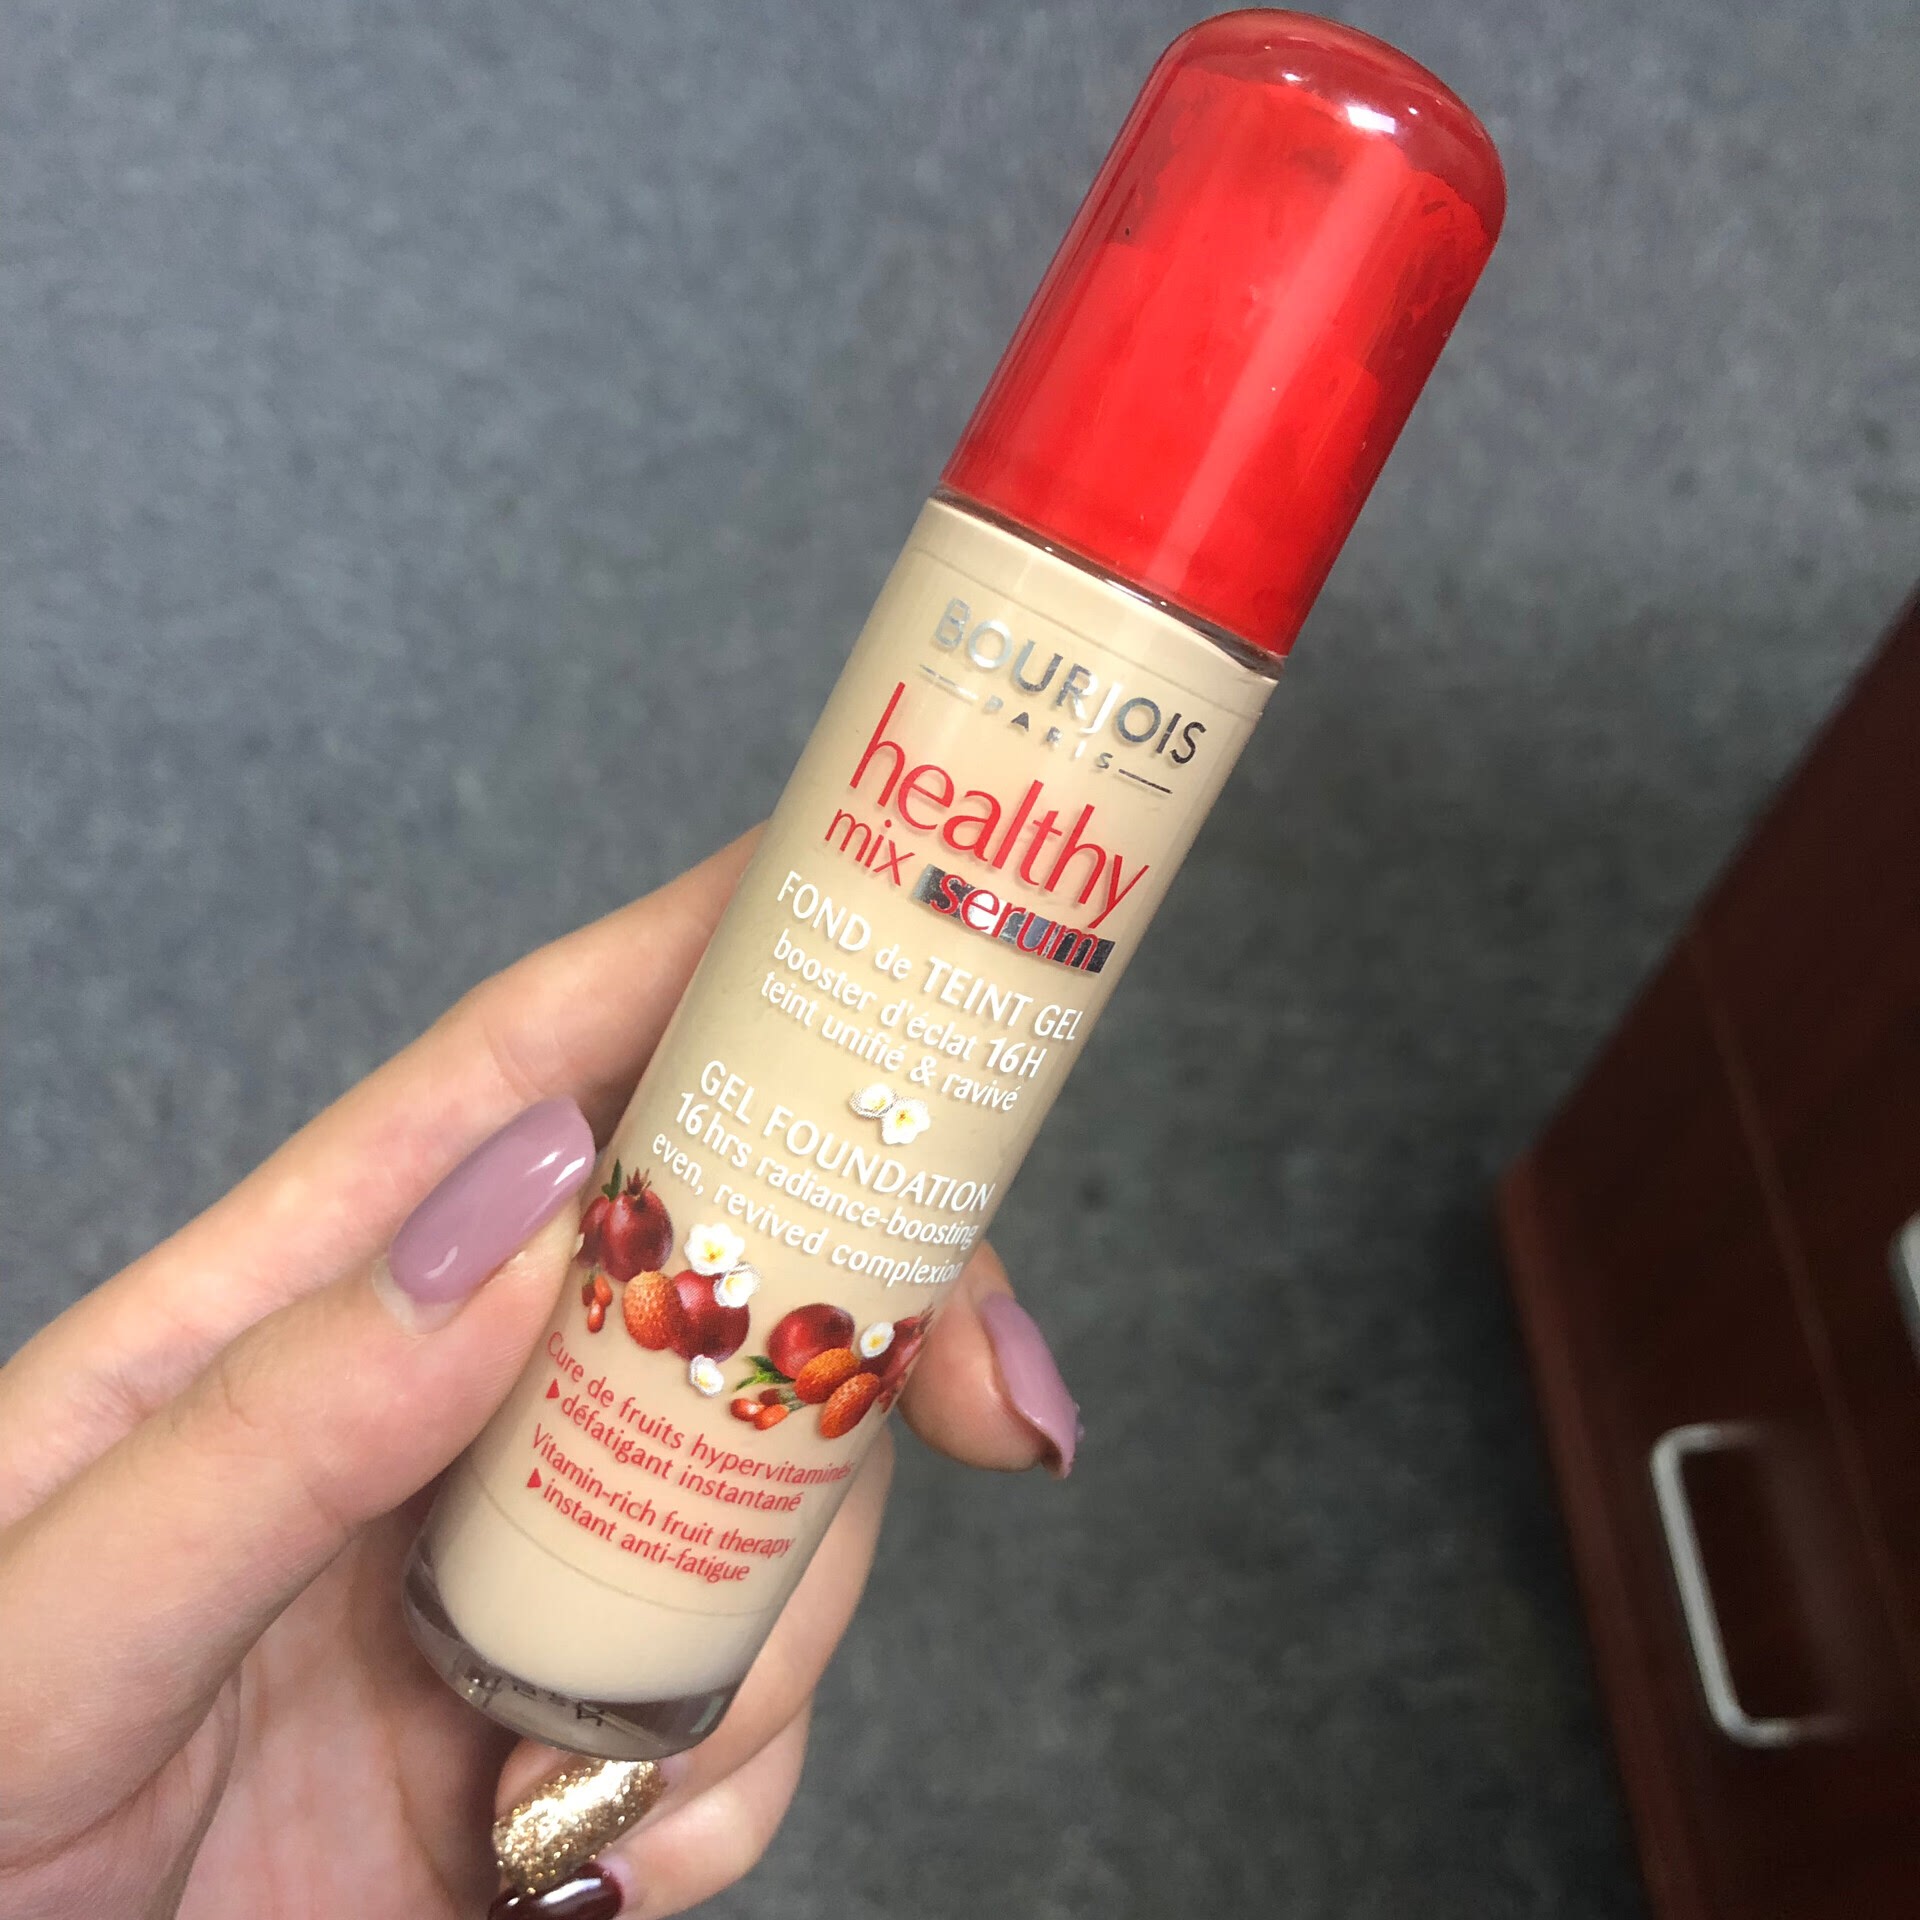 BOURJOIS
PARIS
healthy
mix serum
FOND de TEINT GEL
booster d'éclat 16H
teint unifié & ravivé
GEL FOUNDATION
16hrs radiance-boosting
even, revived complexion
Cure de fruits hypervitaminés
▶défatigant instantané
Vitamin-rich fruit therapy
▶instant anti-fatigue